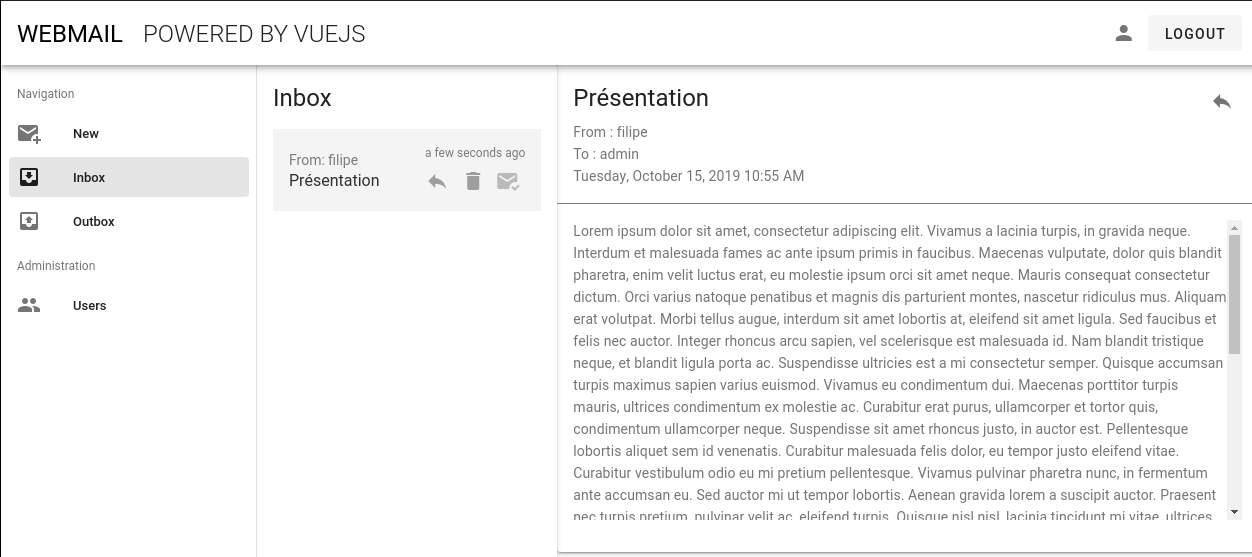 WEBMAIL POWERED BY VUEJS
LOGOUT
Navigation
New
Inbox
Outbox
Administration
Users
Inbox
From: filipe
a few seconds ago
Présentation
Présentation
From : filipe
To : admin
Tuesday, October 15, 2019 10:55 AM
Lorem ipsum dolor sit amet, consectetur adipiscing elit. Vivamus a lacinia turpis, in gravida neque.
Interdum et malesuada fames ac ante ipsum primis in faucibus. Maecenas vulputate, dolor quis blandit
pharetra, enim velit luctus erat, eu molestie ipsum orci sit amet neque. Mauris consequat consectetur
dictum. Orci varius natoque penatibus et magnis dis parturient montes, nascetur ridiculus mus. Aliquam
erat volutpat. Morbi tellus augue, interdum sit amet lobortis at, eleifend sit amet ligula. Sed faucibus et
felis nec auctor. Integer rhoncus arcu sapien, vel scelerisque est malesuada id. Nam blandit tristique
neque, et blandit ligula porta ac. Suspendisse ultricies est a mi consectetur semper. Quisque accumsan
turpis maximus sapien varius euismod. Vivamus eu condimentum dui. Maecenas porttitor turpis
mauris, ultrices condimentum ex molestie ac. Curabitur erat purus, ullamcorper et tortor quis,
condimentum ullamcorper neque. Suspendisse sit amet rhoncus justo, in auctor est. Pellentesque
lobortis aliquet sem id venenatis. Curabitur malesuada felis dolor, eu tempor justo eleifend vitae.
Curabitur vestibulum odio eu mi pretium pellentesque. Vivamus pulvinar pharetra nunc, in fermentum
ante accumsan eu. Sed auctor mi ut tempor lobortis. Aenean gravida lorem a suscipit auctor. Praesent
nec turpis pretium, pulvinar velit ac, eleifend turpis. Quisque nisl nisl, lacinia tincidunt mi vitae, ultrices